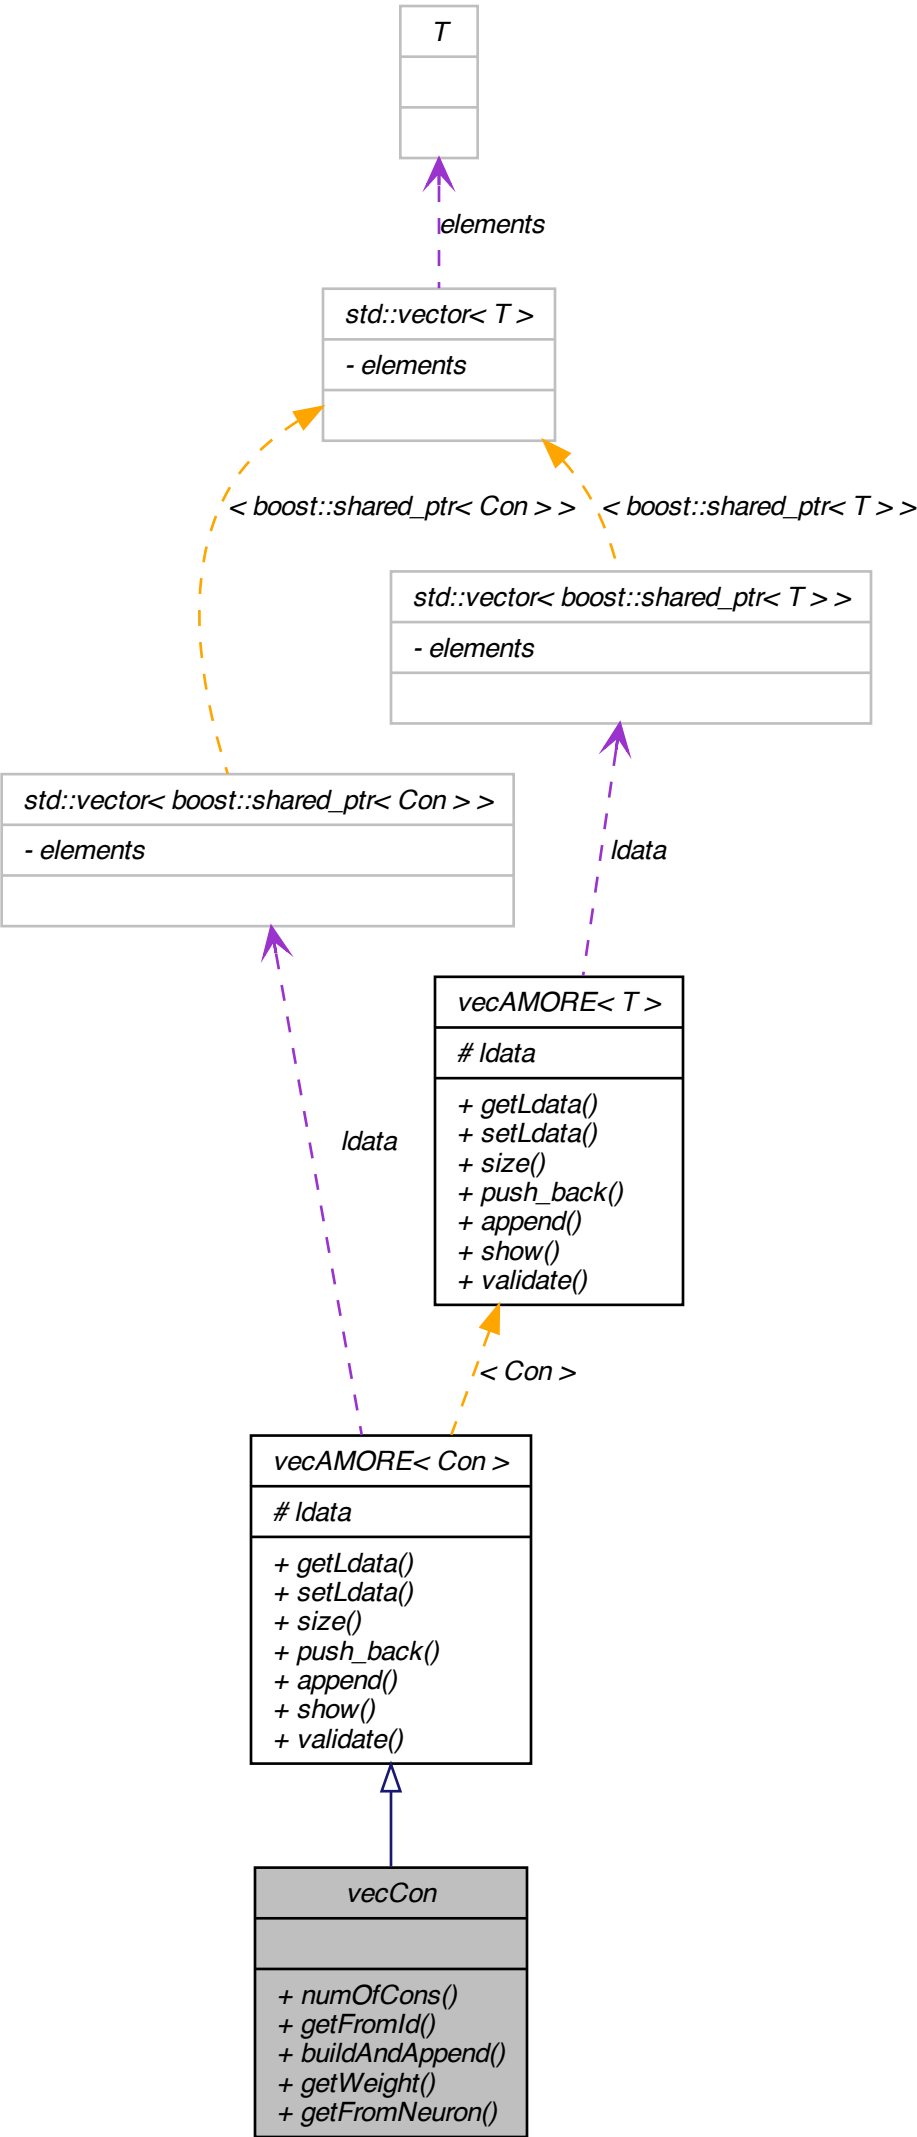 T
elements
std::vector< T >
- elements
< boost::shared_ptr< Con > >
< boost::shared_ptr< T > >
std::vector< boost::shared_ptr< T > >
- elements
std::vector< boost::shared_ptr< Con > >
- elements
ldata
vecAMORE< T >
# ldata
+ getLdata()
+ setLdata()
+ size()
+ push_back()
+ append()
+ show()
+ validate()
ldata
< Con >
vecAMORE< Con >
# ldata
+ getLdata()
+ setLdata()
+ size()
+ push_back()
+ append()
+ show()
+ validate()
vecCon
+ numOfCons()
+ getFromId()
+ buildAndAppend()
+ getWeight()
+ getFromNeuron()